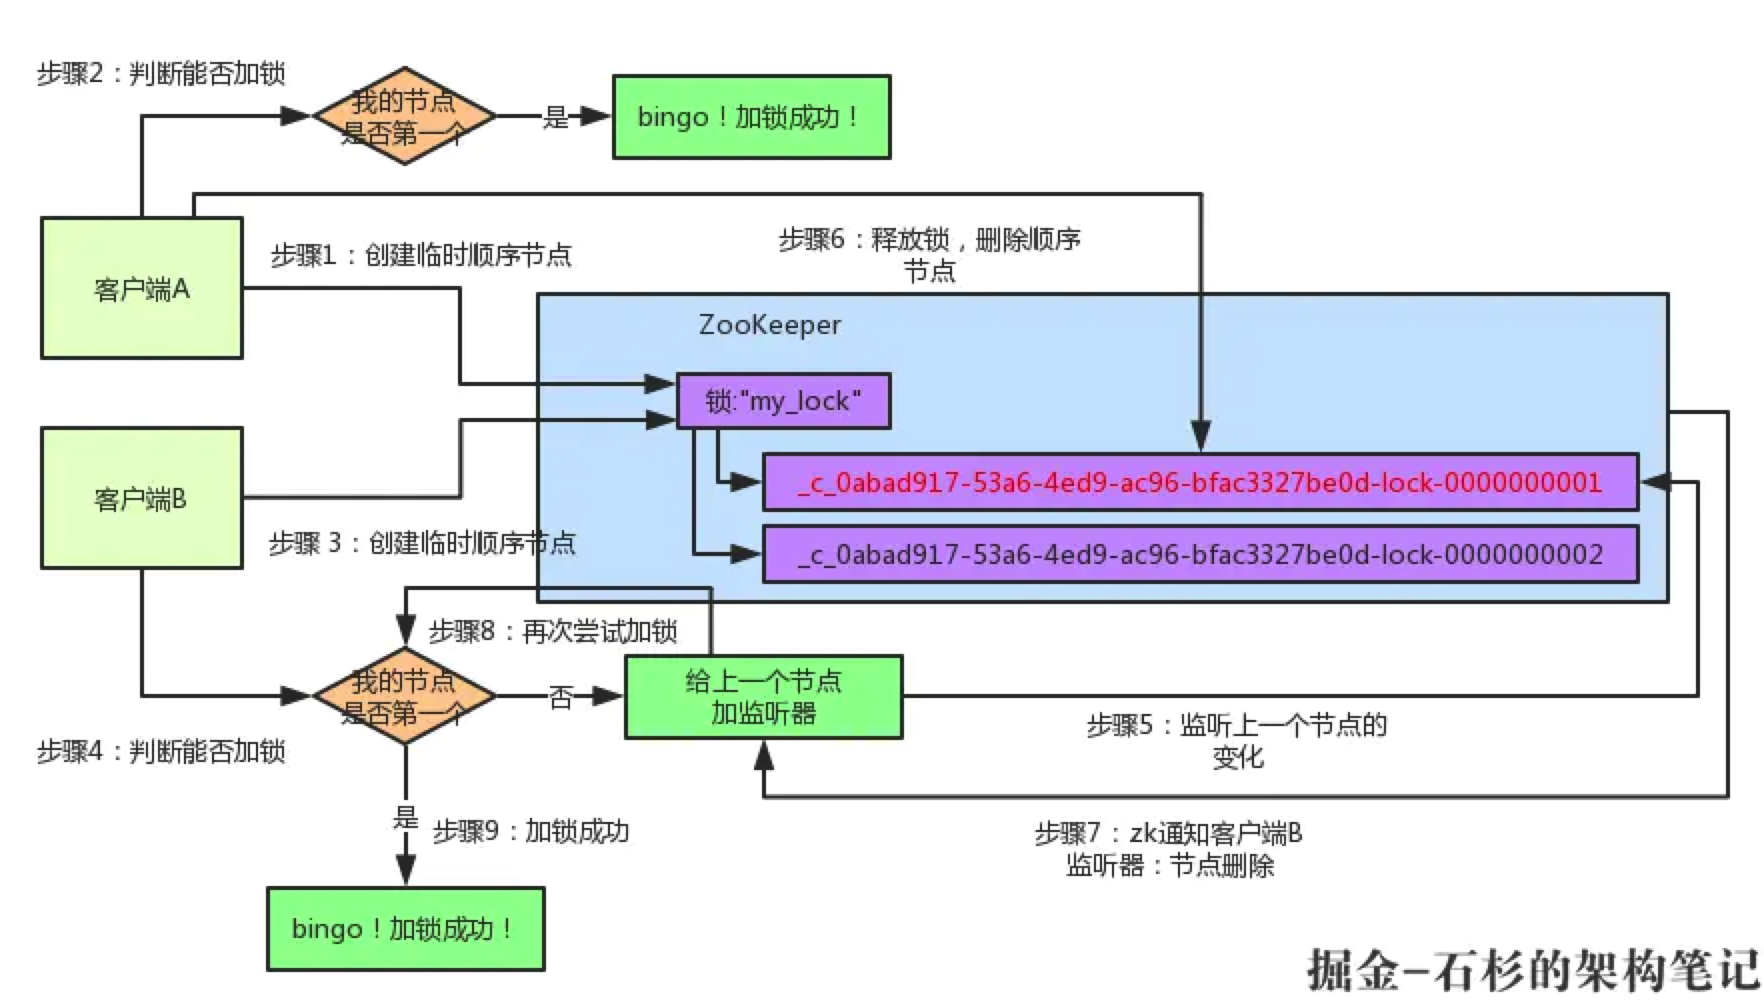 步骤2：判断能否加锁
我的节点
是否第一个
是
bingo！加锁成功！
步骤1：创建临时顺序节点
步骤6：释放锁，删除顺序
节点
客户端A
ZooKeeper
锁:"my_lock"
_c_0abad917-53a6-4ed9-ac96-bfac3327be0d-lock-0000000001
客户端B
步骤 3：创建临时顺序节点
_c_0abad917-53a6-4ed9-ac96-bfac3327be0d-lock-0000000002
步骤8：再次尝试加锁
我的节点
是否第一个
否
给上一个节点
加监听器
步骤4：判断能否加锁
步骤5：监听上一个节点的
变化
是
步骤9：加锁成功
步骤7：zk通知客户端B
监听器：节点删除
bingo！加锁成功！
掘金-石杉的架构笔记